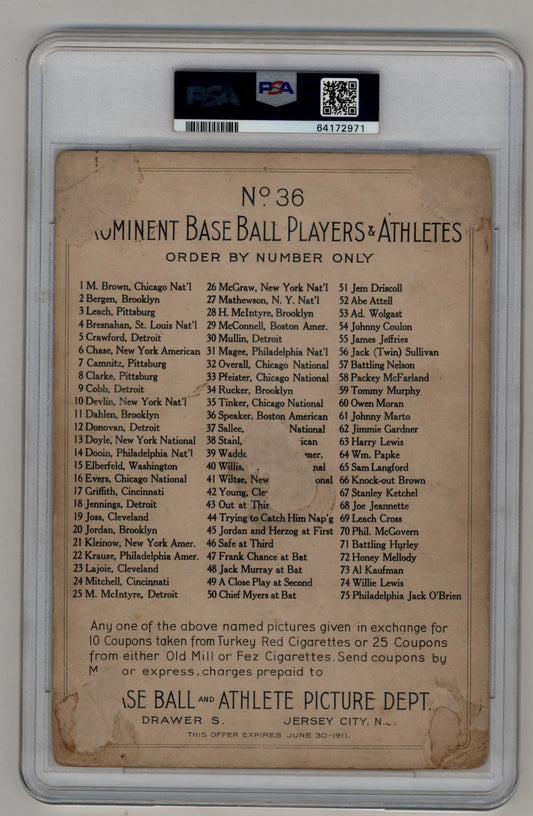 PSA
PSA
64172971
No 36
OMINENT BASE BALL PLAYERS & ATHLETES
ORDER BY NUMBER ONLY
1 M. Brown, Chicago Nat'l
2 Bergen, Brooklyn
3 Leach, Pittsburg
4 Bresnahan, St. Louis Nat'l
5 Crawford, Detroit
6 Chase, New York American
7 Camnitz, Pittsburg
8 Clarke, Pittsburg
9 Cobb, Detroit
10 Devlin, New York Nat'l
11 Dahlen, Brooklyn
12 Donovan, Detroit
13 Doyle, New York National
14 Dooin, Philadelphia Nat'l
15 Elberfeld, Washington
16 Evers, Chicago National
17 Griffith, Cincinnati
18 Jennings, Detroit
19 Joss, Cleveland
20 Jordan, Brooklyn
21 Kleinow, New York Amer.
22 Krause, Philadelphia Amer.
23 Lajoie, Cleveland
24 Mitchell, Cincinnati
25 M. McIntyre, Detroit
26 McGraw, New York Nat'l
27 Mathewson, N. Y. Nat'l
28 H. McIntyre, Brooklyn
29 McConnell, Boston Amer.
30 Mullin, Detroit
31 Magee, Philadelphia Nat'l
32 Overall, Chicago National
33 Pfeister, Chicago National
34 Rucker, Brooklyn
35 Tinker, Chicago National
36 Speaker, Boston American
37 Sallee, National
38 Stahl, ican
39 Wadde mer.
40 Willis, nal
41 Wiltse, New onal
42 Young, Cle
43 Out at Thir
44 Trying to Catch Him Nap'g
45 Jordan and Herzog at First
46 Safe at Third
47 Frank Chance at Bat
48 Jack Murray at Bat
49 A Close Play at Second
50 Chief Myers at Bat
51 Jem Driscoll
52 Abe Attell
53 Ad. Wolgast
54 Johnny Coulon
55 James Jeffries
56 Jack (Twin) Sullivan
57 Battling Nelson
58 Packey McFarland
59 Tommy Murphy
60 Owen Moran
61 Johnny Marto
62 Jimmie Gardner
63 Harry Lewis
64 Wm. Papke
65 Sam Langford
66 Knock-out Brown
67 Stanley Ketchel
68 Joe Jeannette
69 Leach Cross
70 Phil. McGovern
71 Battling Hurley
72 Honey Mellody
73 Al Kaufman
74 Willie Lewis
75 Philadelphia Jack O'Brien
Any one of the above named pictures given in exchange for
10 Coupons taken from Turkey Red Cigarettes or 25 Coupons
from either Old Mill or Fez Cigarettes. Send coupons by
M or express, charges prepaid to
SE BALL AND ATHLETE PICTURE DEPT.
DRAWER S. JERSEY CITY, N.J.
THIS OFFER EXPIRES JUNE 30-1911.